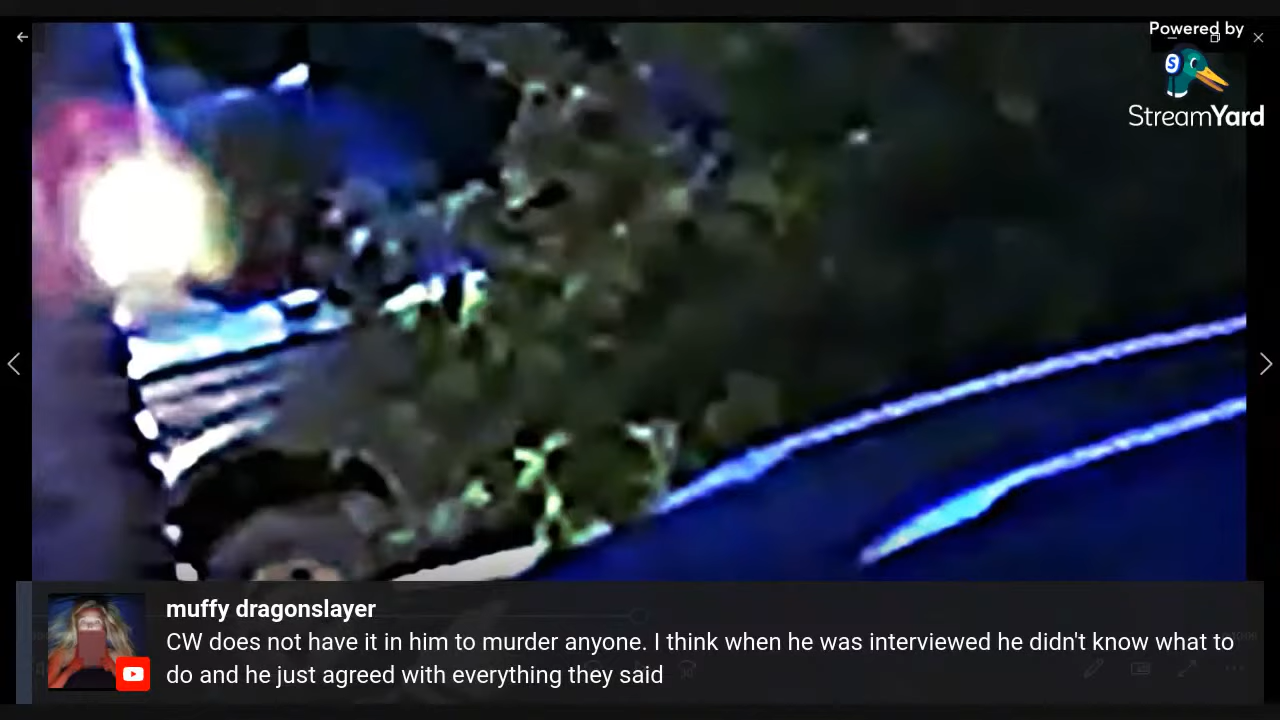 Powered by
StreamYard
muffy dragonslayer
CW does not have it in him to murder anyone. I think when he was interviewed he didn't know what to
do and he just agreed with everything they said